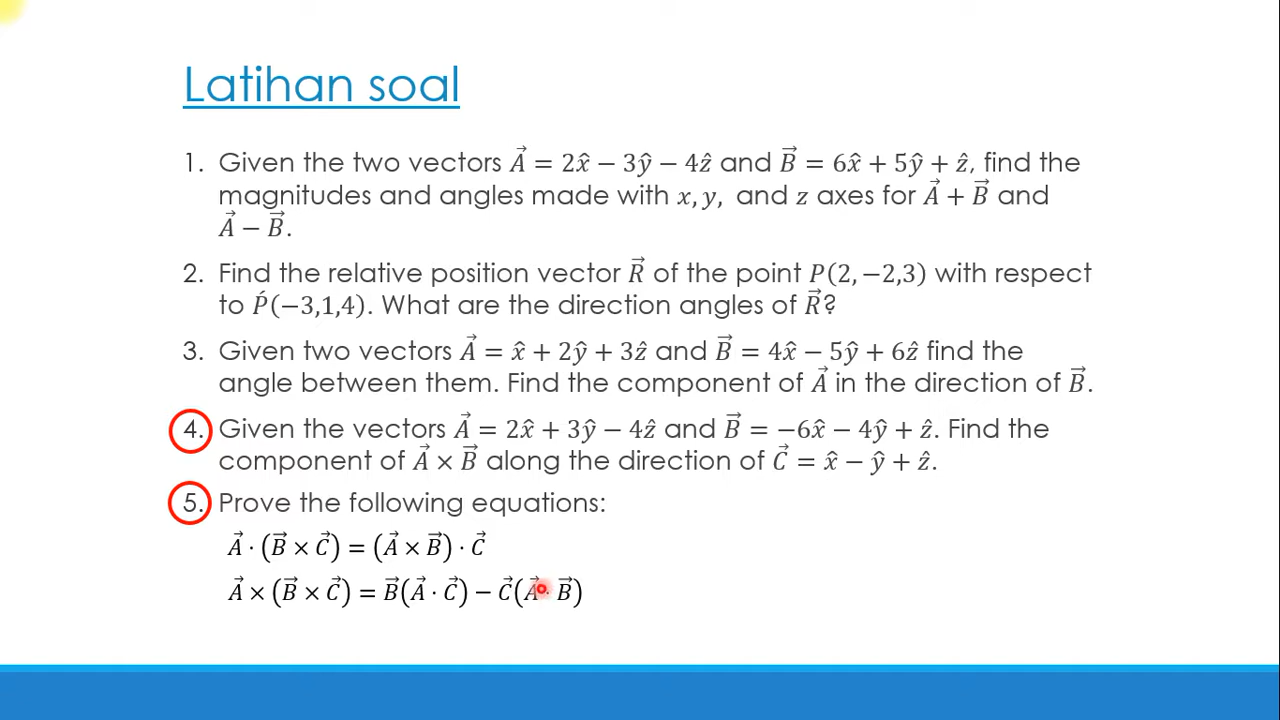 Latihan soal
1. Given the two vectors A⃗ = 2x̂ − 3ŷ − 4ẑ and B⃗ = 6x̂ + 5ŷ + ẑ, find the
magnitudes and angles made with x, y, and z axes for A⃗ + B⃗ and
A⃗ − B⃗.
2. Find the relative position vector R⃗ of the point P(2, −2,3) with respect
to Ṕ(−3,1,4). What are the direction angles of R⃗?
3. Given two vectors A⃗ = x̂ + 2ŷ + 3ẑ and B⃗ = 4x̂ − 5ŷ + 6ẑ find the
angle between them. Find the component of A⃗ in the direction of B⃗.
4. Given the vectors A⃗ = 2x̂ + 3ŷ − 4ẑ and B⃗ = −6x̂ − 4ŷ + ẑ. Find the
component of A⃗ × B⃗ along the direction of C⃗ = x̂ − ŷ + ẑ.
5. Prove the following equations:
A⃗ · (B⃗ × C⃗) = (A⃗ × B⃗) · C⃗
A⃗ × (B⃗ × C⃗) = B⃗(A⃗ · C⃗) − C⃗(A⃗ · B⃗)